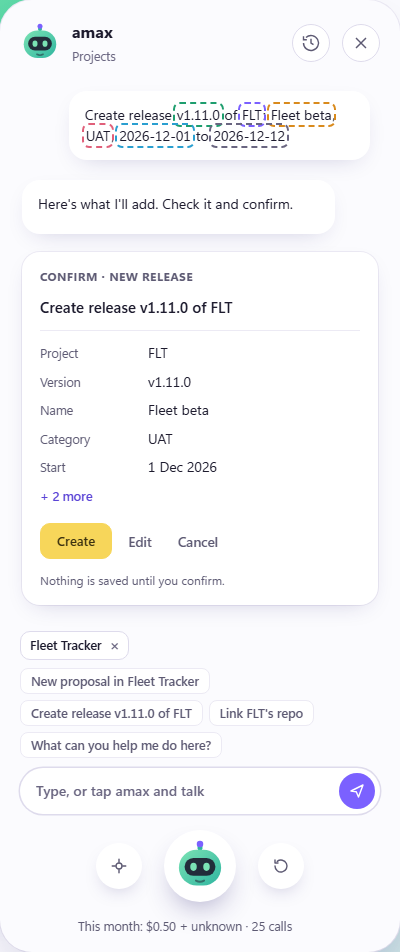 amax
Projects
Create release v1.11.0 of FLT Fleet beta,
UAT 2026-12-01 to 2026-12-12
Here's what I'll add. Check it and confirm.
CONFIRM · NEW RELEASE
Create release v1.11.0 of FLT
Project FLT
Version v1.11.0
Name Fleet beta
Category UAT
Start 1 Dec 2026
+ 2 more
Create Edit Cancel
Nothing is saved until you confirm.
Fleet Tracker ×
New proposal in Fleet Tracker
Create release v1.11.0 of FLT Link FLT's repo
What can you help me do here?
Type, or tap amax and talk
This month: $0.50 + unknown · 25 calls